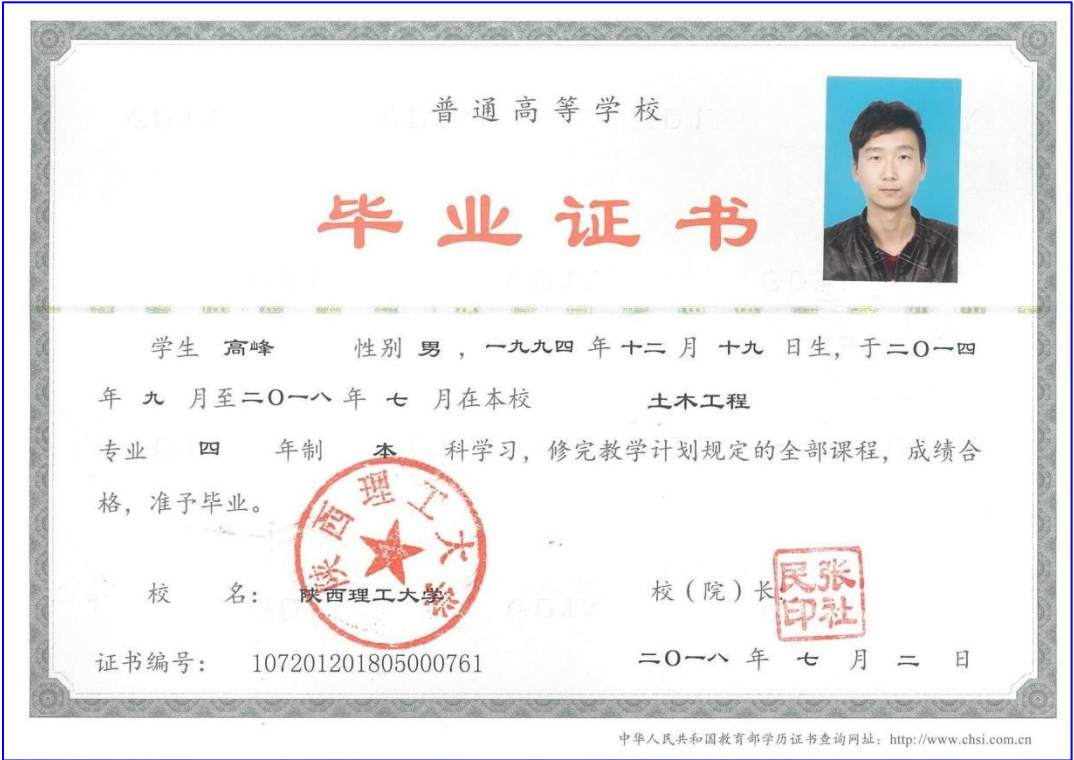 普通高等学校
毕业证书
学生 高峰 性别 男 ，一九九四 年 十二 月 十九 日生，于二O一四
年 九 月至二O一八 年 七 月在本校 土木工程
专业 四 年制 本 科学习，修完教学计划规定的全部课程，成绩合
格，准予毕业。
陕西理工大学
校 名： 陕西理工大学 校（院）长：
张社民印
证书编号： 107201201805000761 二O一八 年 七 月 二 日
中华人民共和国教育部学历证书查询网址：http://www.chsi.com.cn